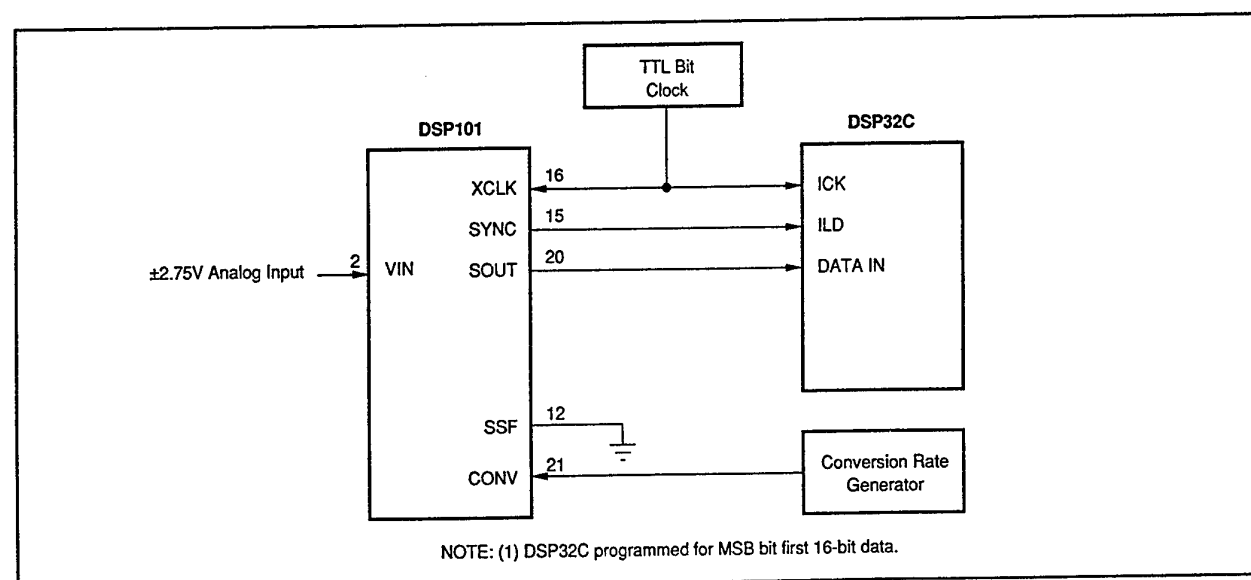 TTL Bit
Clock
DSP101
DSP32C
XCLK
16
ICK
SYNC
15
ILD
±2.75V Analog Input
2
VIN
SOUT
20
DATA IN
SSF
12
CONV
21
Conversion Rate
Generator
NOTE: (1) DSP32C programmed for MSB bit first 16-bit data.